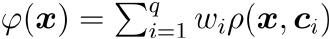 φ(𝒙) = ∑_{i=1}^{q} w_i ρ(𝒙, 𝒄_i)